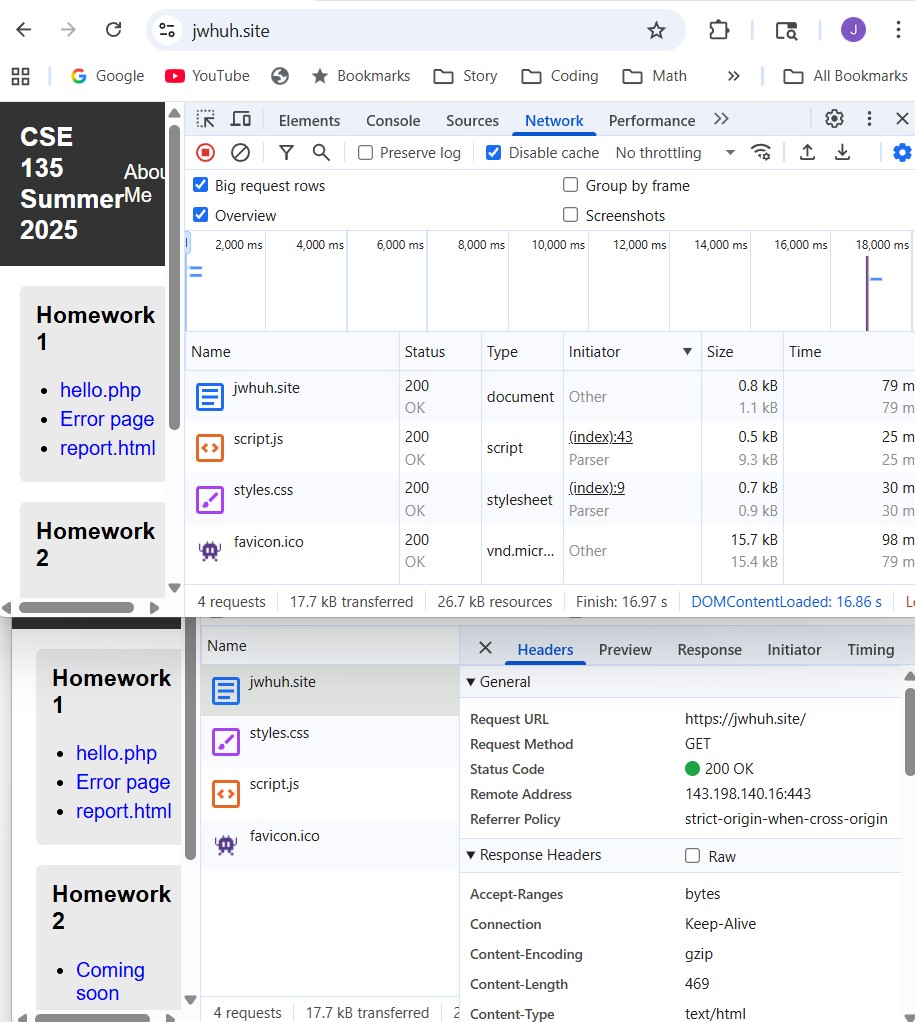 jwhuh.site
J
Google YouTube Bookmarks Story Coding Math » All Bookmarks
CSE
135
Summer
2025
Abou
Me
Homework
1
hello.php
Error page
report.html
Homework
2
Elements Console Sources Network Performance
Preserve log Disable cache No throttling
Big request rows Group by frame
Overview Screenshots
2,000 ms 4,000 ms 6,000 ms 8,000 ms 10,000 ms 12,000 ms 14,000 ms 16,000 ms 18,000 ms
Name Status Type Initiator Size Time
jwhuh.site 200 OK document Other 0.8 kB 1.1 kB 79 m 79 m
script.js 200 OK script (index):43 Parser 0.5 kB 9.3 kB 25 m 25 m
styles.css 200 OK stylesheet (index):9 Parser 0.7 kB 0.9 kB 30 m 30 m
favicon.ico 200 OK vnd.micr... Other 15.7 kB 15.4 kB 98 m 79 m
4 requests 17.7 kB transferred 26.7 kB resources Finish: 16.97 s DOMContentLoaded: 16.86 s Lo
Homework
1
hello.php
Error page
report.html
Homework
2
Coming
soon
Name
jwhuh.site
styles.css
script.js
favicon.ico
4 requests 17.7 kB transferred 2
Headers Preview Response Initiator Timing
General
Request URL https://jwhuh.site/
Request Method GET
Status Code 200 OK
Remote Address 143.198.140.16:443
Referrer Policy strict-origin-when-cross-origin
Response Headers Raw
Accept-Ranges bytes
Connection Keep-Alive
Content-Encoding gzip
Content-Length 469
Content-Type text/html